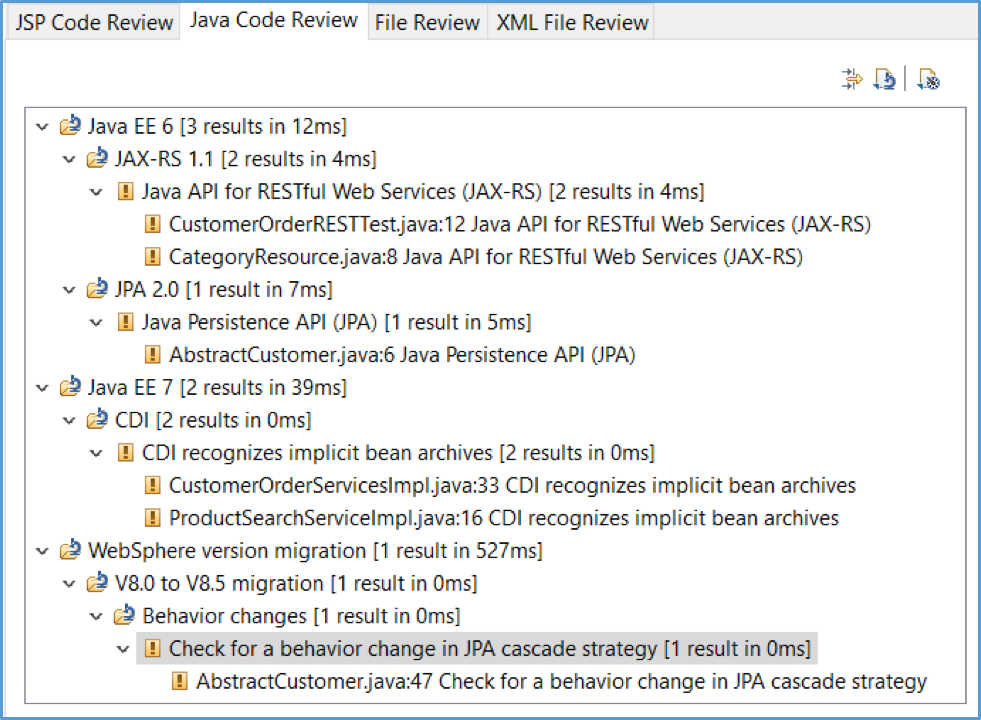 JSP Code Review Java Code Review File Review XML File Review
Java EE 6 [3 results in 12ms]
JAX-RS 1.1 [2 results in 4ms]
Java API for RESTful Web Services (JAX-RS) [2 results in 4ms]
CustomerOrderRESTTest.java:12 Java API for RESTful Web Services (JAX-RS)
CategoryResource.java:8 Java API for RESTful Web Services (JAX-RS)
JPA 2.0 [1 result in 7ms]
Java Persistence API (JPA) [1 result in 5ms]
AbstractCustomer.java:6 Java Persistence API (JPA)
Java EE 7 [2 results in 39ms]
CDI [2 results in 0ms]
CDI recognizes implicit bean archives [2 results in 0ms]
CustomerOrderServicesImpl.java:33 CDI recognizes implicit bean archives
ProductSearchServiceImpl.java:16 CDI recognizes implicit bean archives
WebSphere version migration [1 result in 527ms]
V8.0 to V8.5 migration [1 result in 0ms]
Behavior changes [1 result in 0ms]
Check for a behavior change in JPA cascade strategy [1 result in 0ms]
AbstractCustomer.java:47 Check for a behavior change in JPA cascade strategy